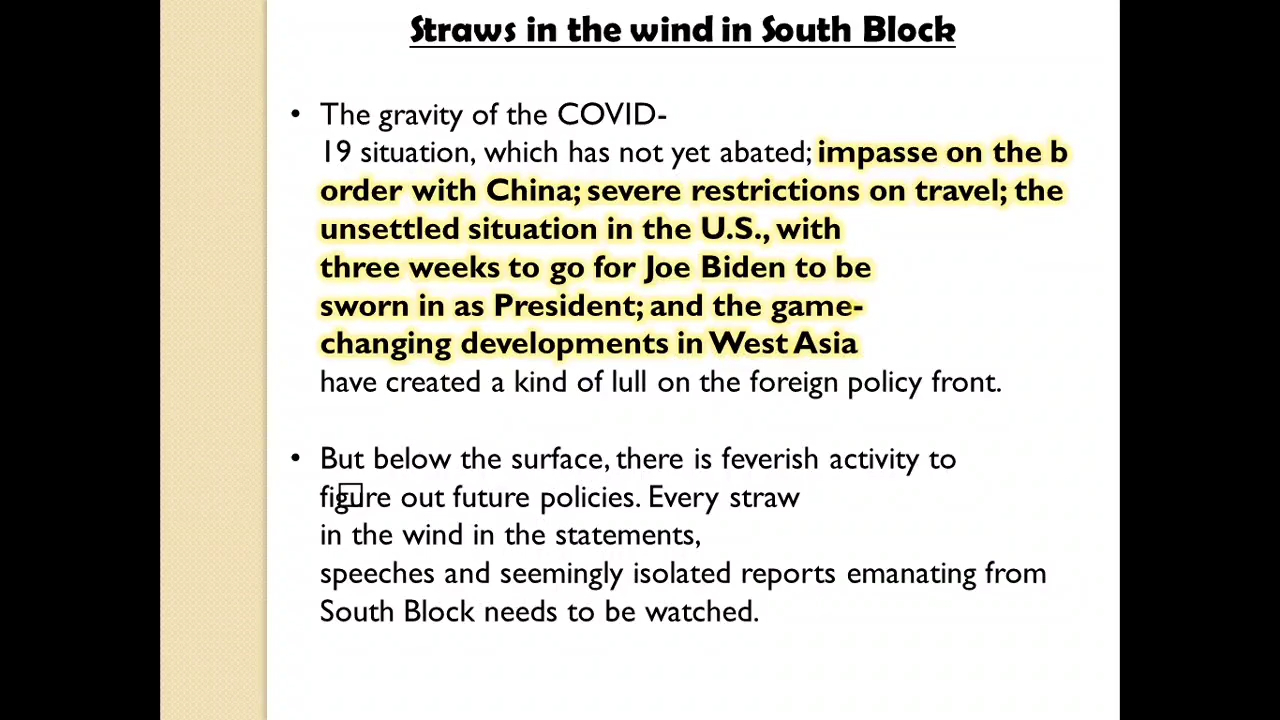 Straws in the wind in South Block
• The gravity of the COVID-
19 situation, which has not yet abated; impasse on the b
order with China; severe restrictions on travel; the
unsettled situation in the U.S., with
three weeks to go for Joe Biden to be
sworn in as President; and the game-
changing developments in West Asia
have created a kind of lull on the foreign policy front.
• But below the surface, there is feverish activity to
figure out future policies. Every straw
in the wind in the statements,
speeches and seemingly isolated reports emanating from
South Block needs to be watched.